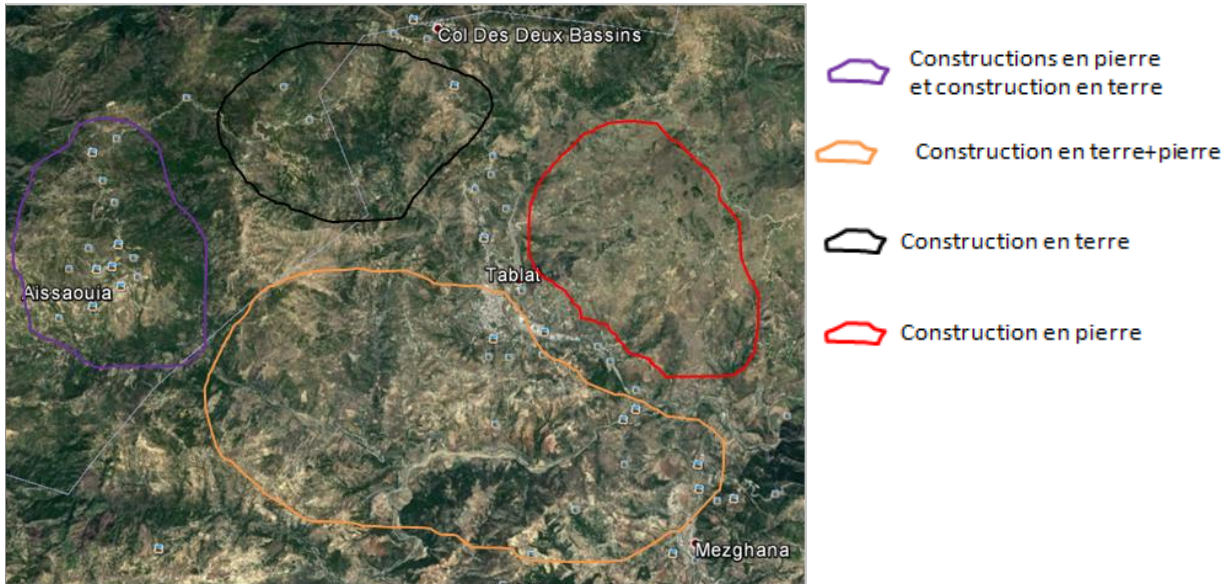 Col Des Deux Bassins
Tablat
Aissaouia
Mezghana
Constructions en pierre
et construction en terre
Construction en terre+pierre
Construction en terre
Construction en pierre